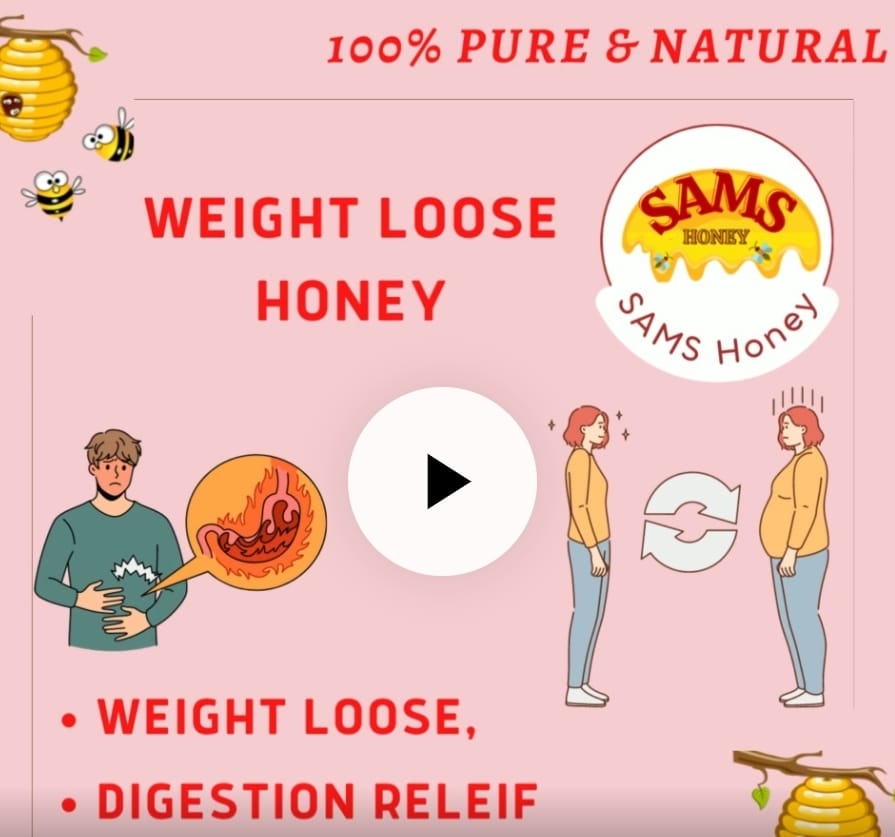 100% PURE & NATURAL
WEIGHT LOOSE
HONEY
SAMS
HONEY
SAMS Honey
• WEIGHT LOOSE,
• DIGESTION RELEIF